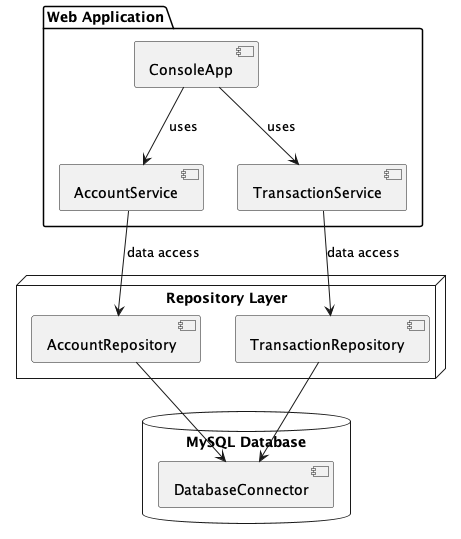 Web Application
ConsoleApp
uses
uses
AccountService
TransactionService
data access
data access
Repository Layer
AccountRepository
TransactionRepository
MySQL Database
DatabaseConnector